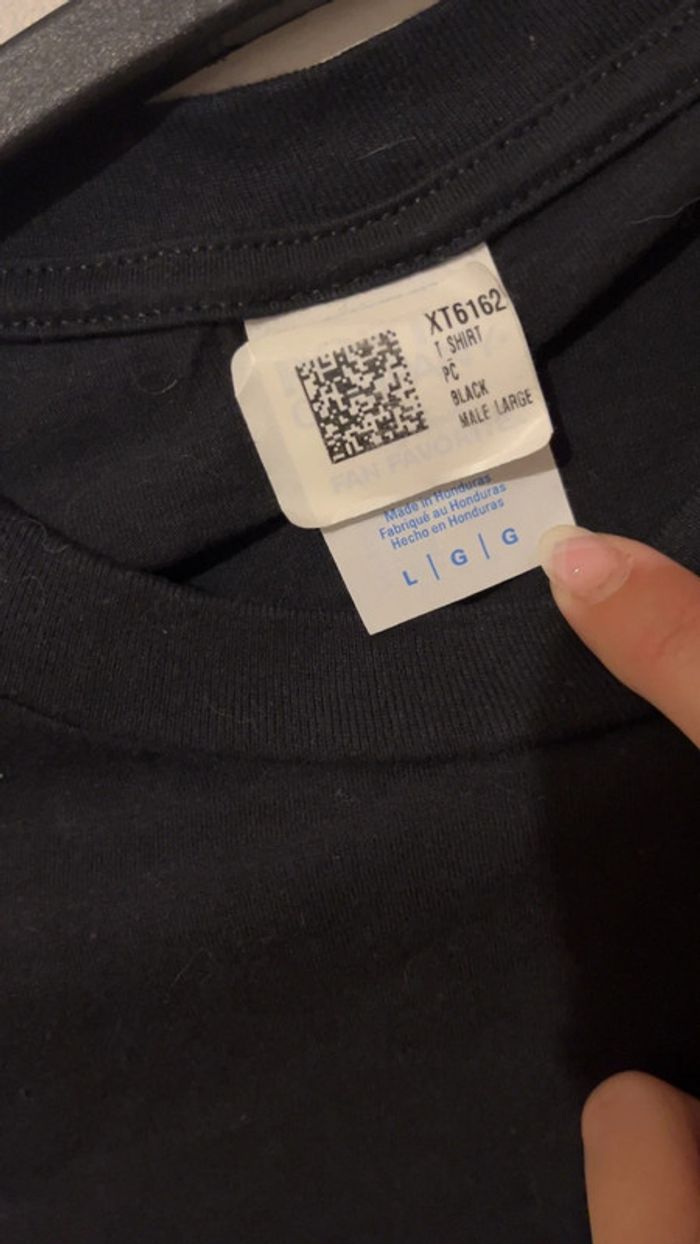 XT6162
T SHIRT
PC
BLACK
MALE LARGE
FAN FAVORITE
Made in Honduras
Fabriqué au Honduras
Hecho en Honduras
L | G | G